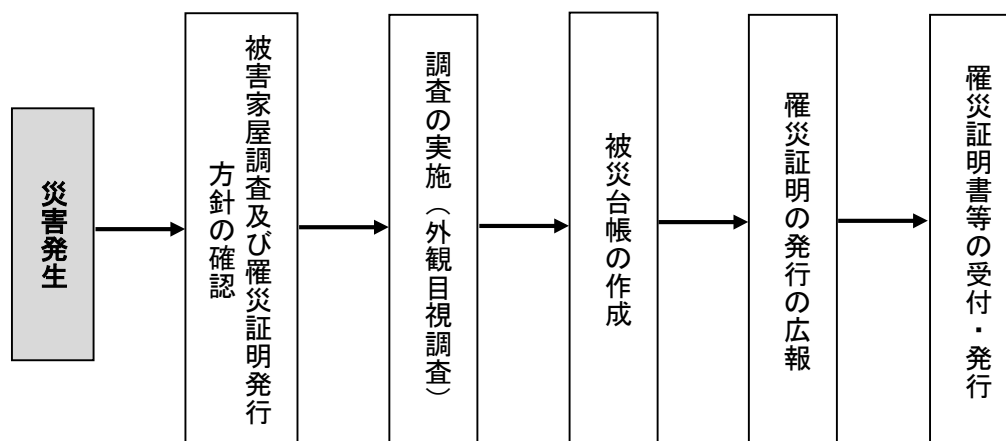 災害発生
被害家屋調査及び罹災証明発行
方針の確認
調査の実施（外観目視調査）
被災台帳の作成
罹災証明の発行の広報
罹災証明書等の受付・発行